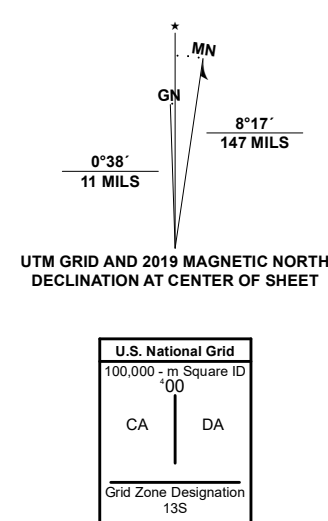 ★
MN
GN
8°17´
147 MILS
0°38´
11 MILS
UTM GRID AND 2019 MAGNETIC NORTH
DECLINATION AT CENTER OF SHEET
U.S. National Grid
100,000 - m Square ID
⁴00
CA DA
Grid Zone Designation
13S